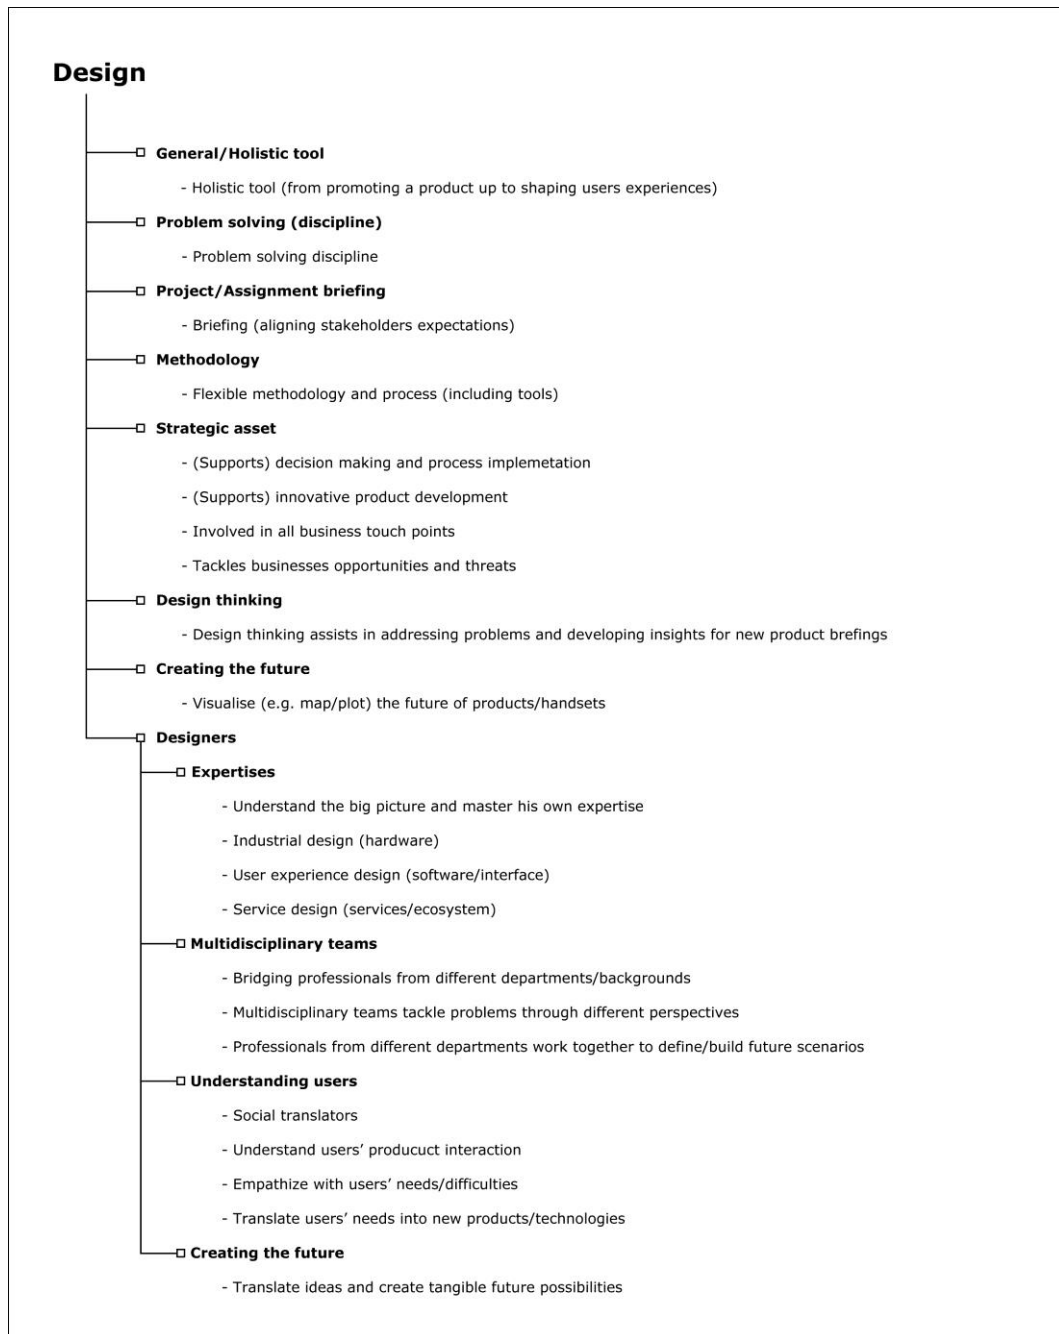 Design
General/Holistic tool
- Holistic tool (from promoting a product up to shaping users experiences)
Problem solving (discipline)
- Problem solving discipline
Project/Assignment briefing
- Briefing (aligning stakeholders expectations)
Methodology
- Flexible methodology and process (including tools)
Strategic asset
- (Supports) decision making and process implemetation
- (Supports) innovative product development
- Involved in all business touch points
- Tackles businesses opportunities and threats
Design thinking
- Design thinking assists in addressing problems and developing insights for new product brefings
Creating the future
- Visualise (e.g. map/plot) the future of products/handsets
Designers
Expertises
- Understand the big picture and master his own expertise
- Industrial design (hardware)
- User experience design (software/interface)
- Service design (services/ecosystem)
Multidisciplinary teams
- Bridging professionals from different departments/backgrounds
- Multidisciplinary teams tackle problems through different perspectives
- Professionals from different departments work together to define/build future scenarios
Understanding users
- Social translators
- Understand users’ producuct interaction
- Empathize with users’ needs/difficulties
- Translate users’ needs into new products/technologies
Creating the future
- Translate ideas and create tangible future possibilities